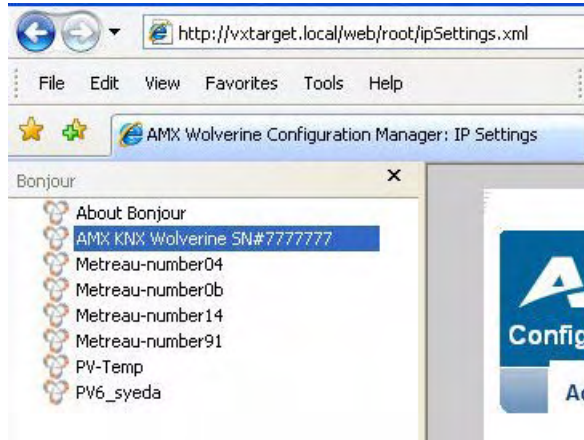 http://vxtarget.local/web/root/ipSettings.xml
File Edit View Favorites Tools Help
AMX Wolverine Configuration Manager: IP Settings
Bonjour
About Bonjour
AMX KNX Wolverine SN#7777777
Metreau-number04
Metreau-number0b
Metreau-number14
Metreau-number91
PV-Temp
PV6_syeda